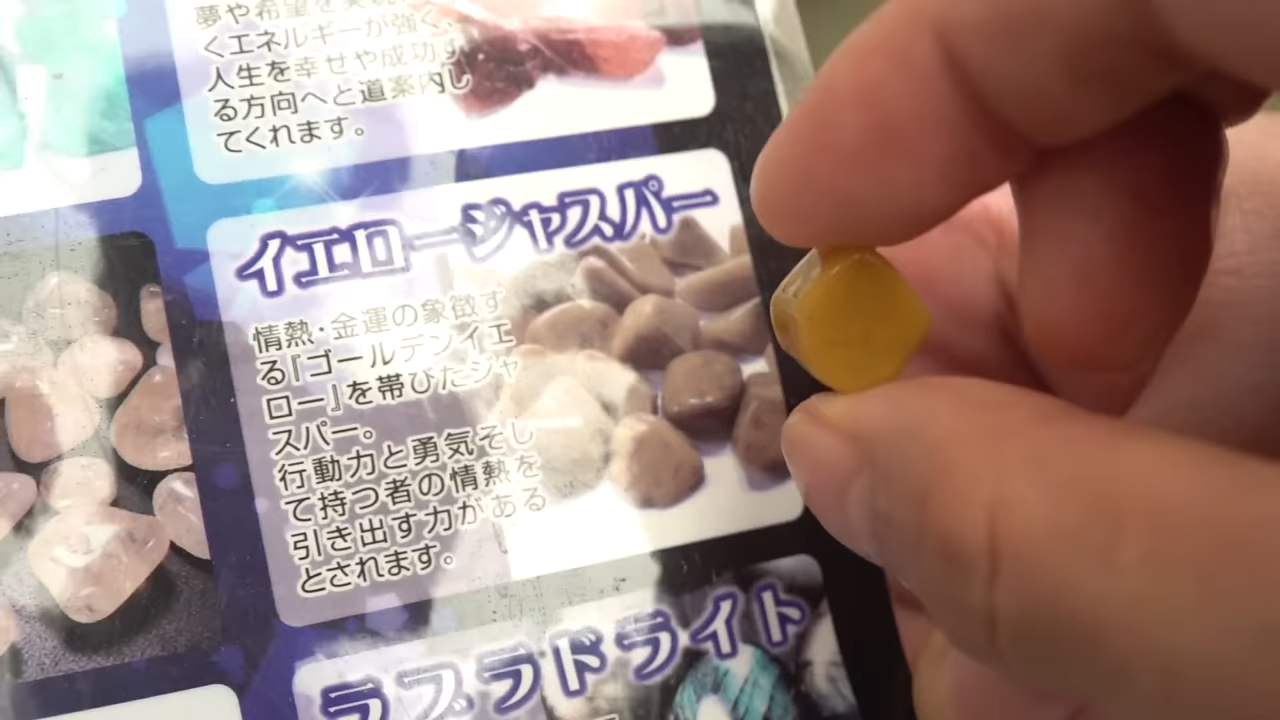 夢や希望を実現
くエネルギーが強く、
人生を幸せや成功す
る方向へと道案内し
てくれます。
イエロージャスパー
情熱・金運の象徴す
る『ゴールデンイエ
ロー』を帯びたジャ
スパー。
行動力と勇気そし
て持つ者の情熱を
引き出す力がある
とされます。
ラブラドライト